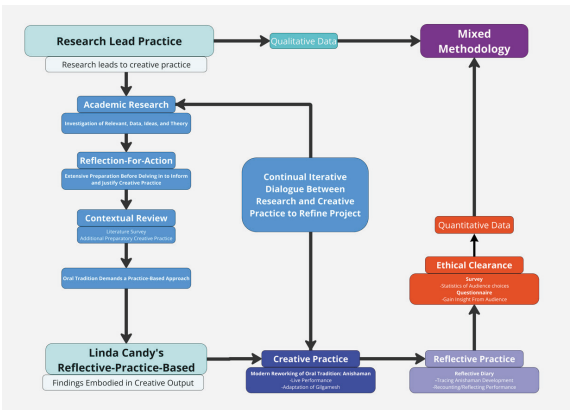 Research Lead Practice
Research leads to creative practice
Qualitative Data
Mixed
Methodology
Academic Research
Investigation of Relevant, Data, Ideas, and Theory
Reflection-For-Action
Extensive Preparation Before Delving in to Inform
and Justify Creative Practice
Contextual Review
Literature Survey
Additional Preparatory Creative Practice
Oral Tradition Demands a Practice-Based Approach
Continual Iterative
Dialogue Between
Research and Creative
Practice to Refine Project
Quantitative Data
Ethical Clearance
Survey
-Statistics of Audience choices
Questionnaire
-Gain Insight From Audience
Linda Candy's
Reflective-Practice-Based
Findings Embodied in Creative Output
Creative Practice
Modern Reworking of Oral Tradition: Anishaman
-Live Performance
-Adaptation of Gilgamesh
Reflective Practice
Reflective Diary
-Tracing Anishaman Development
-Recounting/Reflecting Performance